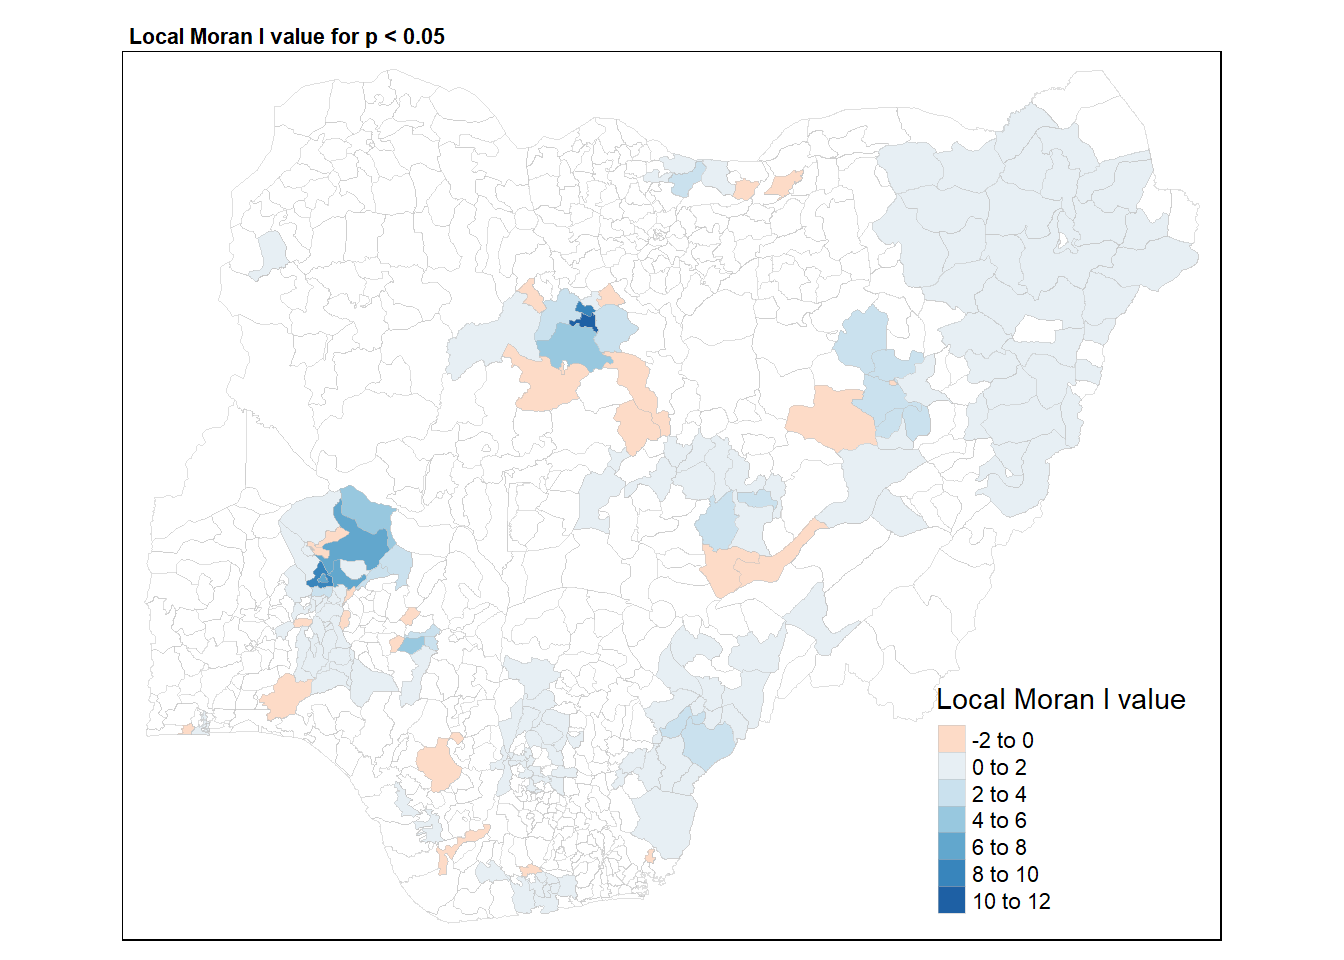 Local Moran I value for p < 0.05
Local Moran I value
-2 to 0
0 to 2
2 to 4
4 to 6
6 to 8
8 to 10
10 to 12